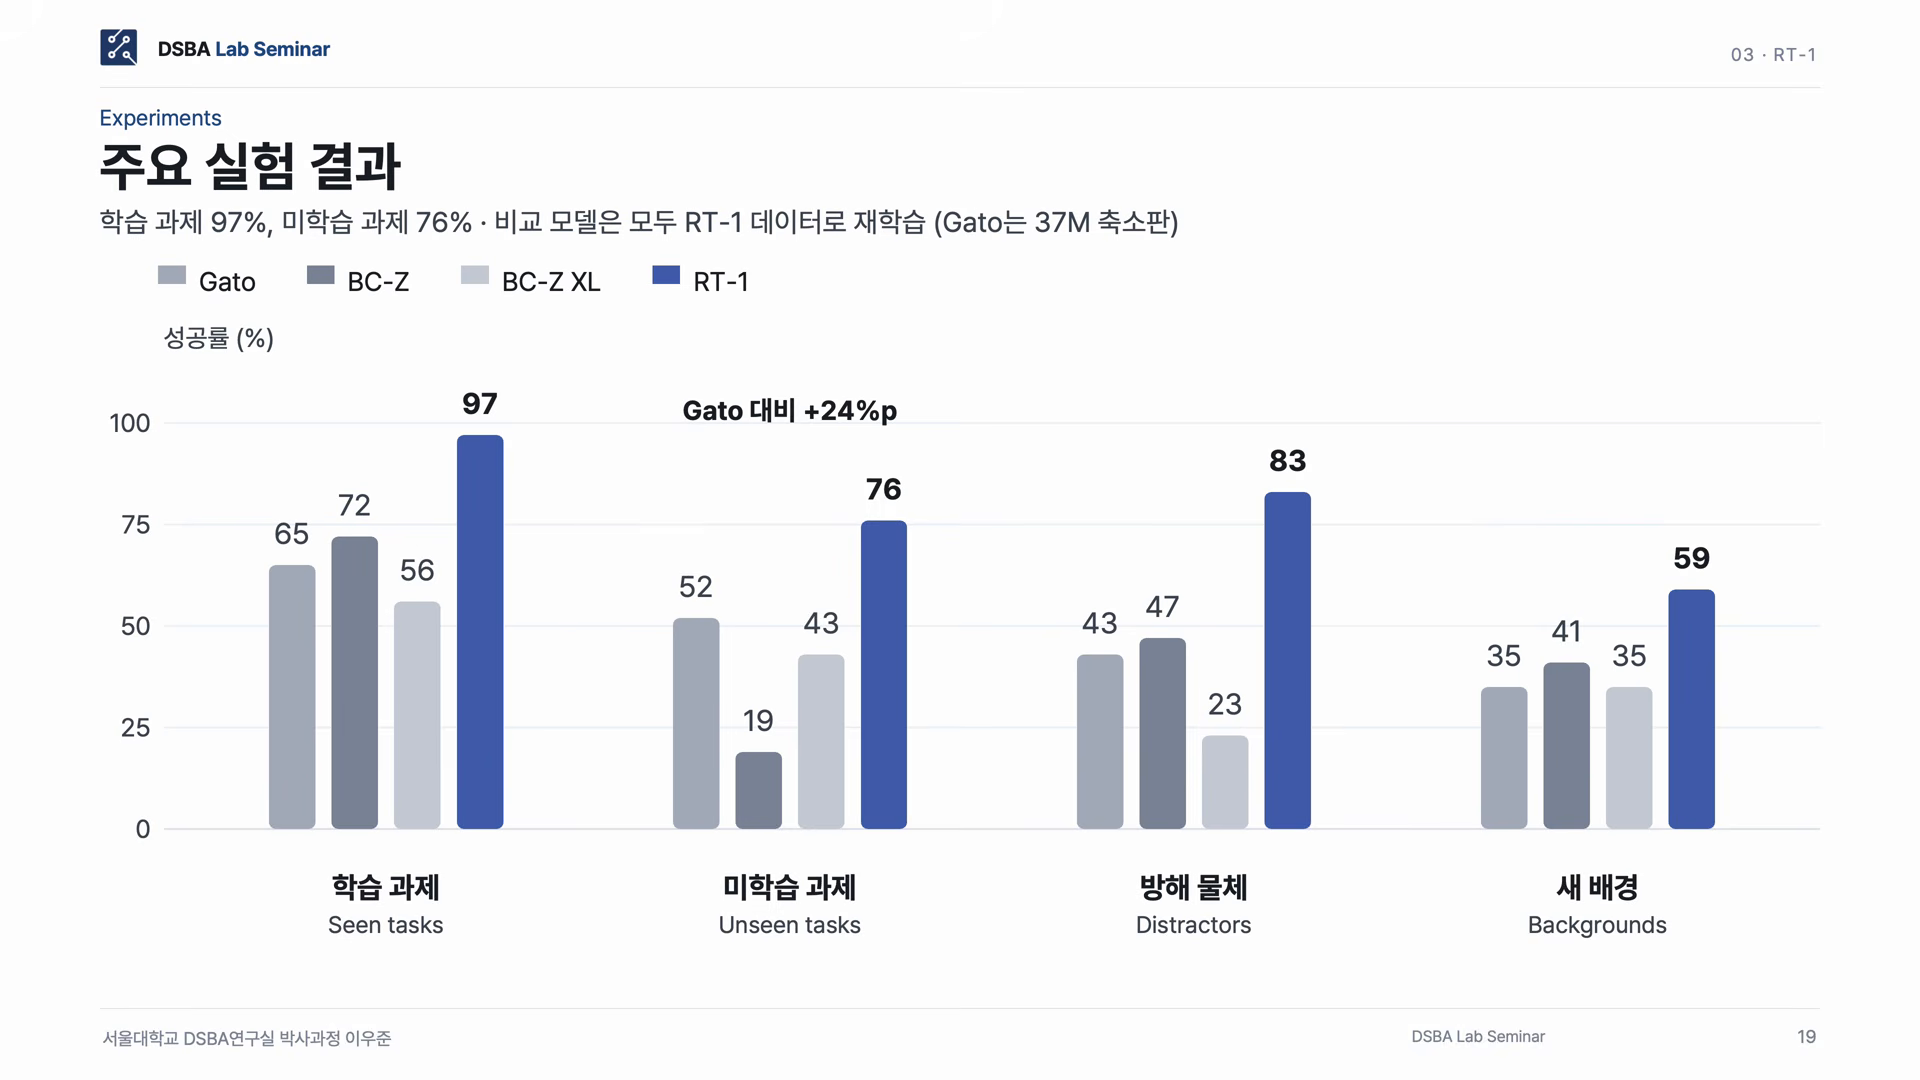 DSBA Lab Seminar
03 · RT-1
Experiments
주요 실험 결과
학습 과제 97%, 미학습 과제 76% · 비교 모델은 모두 RT-1 데이터로 재학습 (Gato는 37M 축소판)
Gato BC-Z BC-Z XL RT-1
성공률 (%)
Gato 대비 +24%p
100
75
50
25
0
65 72 56 97
52 19 43 76
43 47 23 83
35 41 35 59
학습 과제
Seen tasks
미학습 과제
Unseen tasks
방해 물체
Distractors
새 배경
Backgrounds
서울대학교 DSBA연구실 박사과정 이우준
DSBA Lab Seminar
19